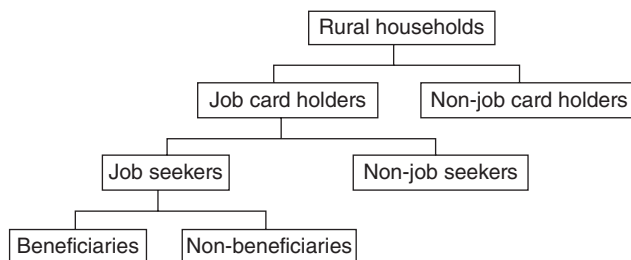 Rural households
Job card holders
Non-job card holders
Job seekers
Non-job seekers
Beneficiaries
Non-beneficiaries